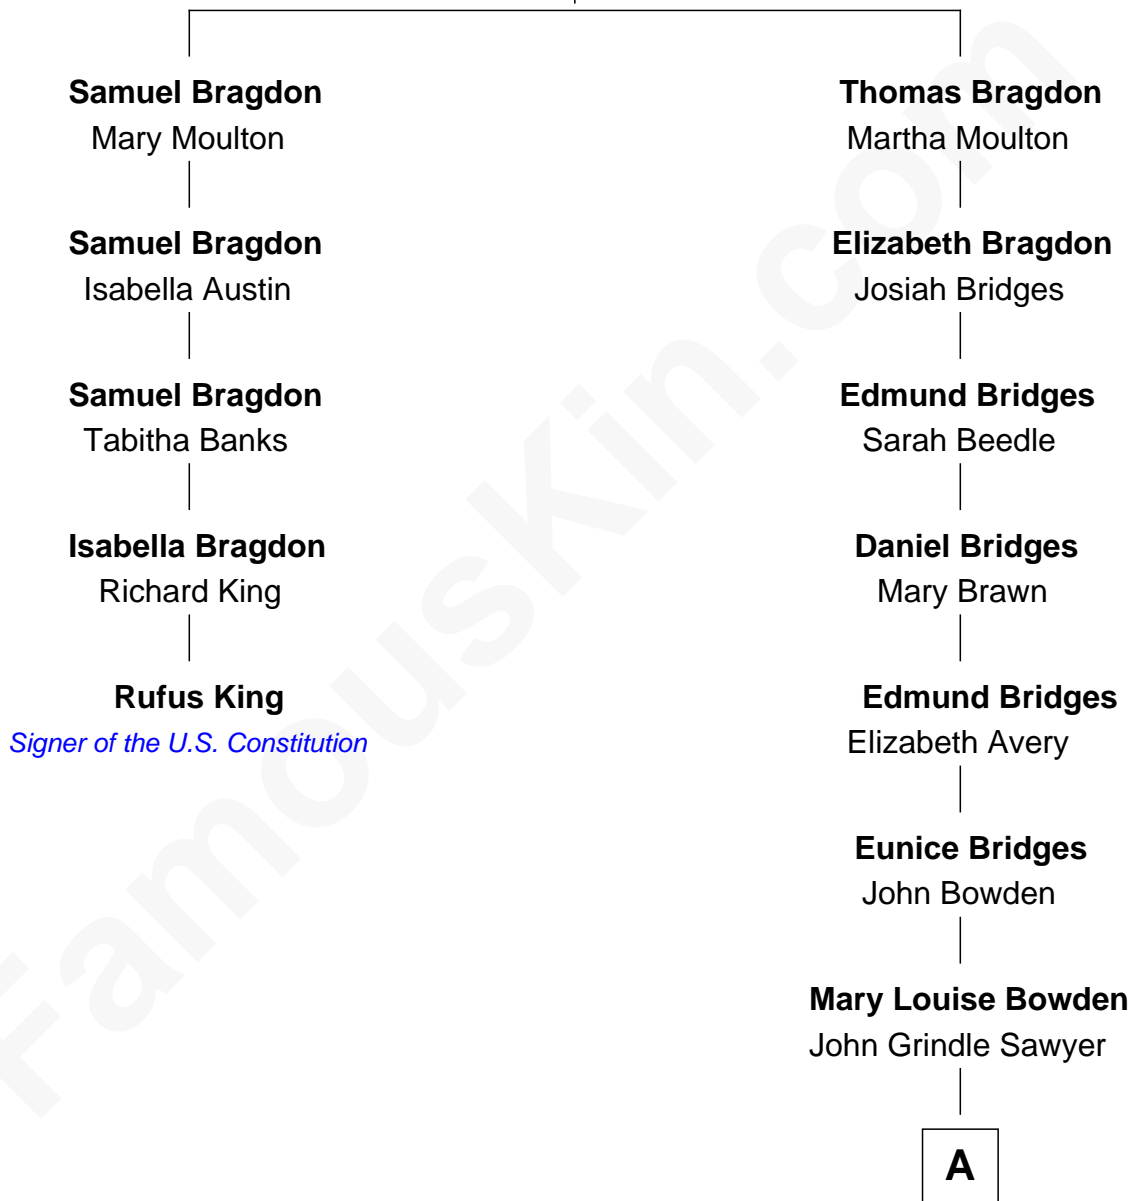 Samuel Bragdon
Mary Moulton
Thomas Bragdon
Martha Moulton
Samuel Bragdon
Isabella Austin
Elizabeth Bragdon
Josiah Bridges
Samuel Bragdon
Tabitha Banks
Edmund Bridges
Sarah Beedle
Isabella Bragdon
Richard King
Daniel Bridges
Mary Brawn
Rufus King
Signer of the U.S. Constitution
Edmund Bridges
Elizabeth Avery
Eunice Bridges
John Bowden
Mary Louise Bowden
John Grindle Sawyer
A
FamousKin.com